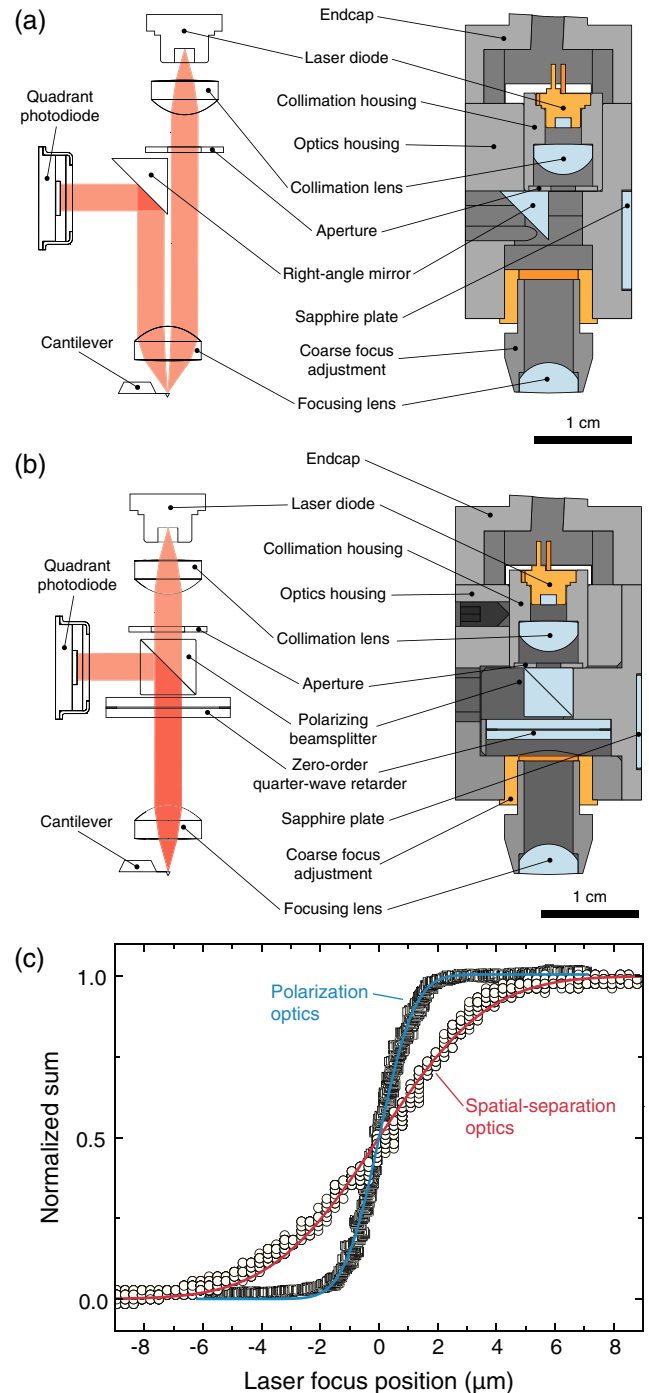 (a)
Endcap
Laser diode
Collimation housing
Quadrant
photodiode
Optics housing
Collimation lens
Aperture
Right-angle mirror
Sapphire plate
Cantilever
Coarse focus
adjustment
Focusing lens
1 cm
(b)
Endcap
Laser diode
Collimation housing
Quadrant
photodiode
Optics housing
Collimation lens
Aperture
Polarizing
beamsplitter
Zero-order
quarter-wave retarder
Sapphire plate
Cantilever
Coarse focus
adjustment
Focusing lens
1 cm
(c)
1.0
0.5
0.0
Normalized sum
Polarization
optics
Spatial-separation
optics
-8 -6 -4 -2 0 2 4 6 8
Laser focus position (μm)